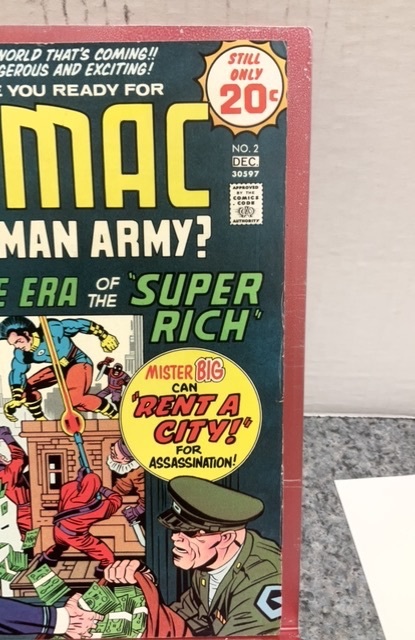 WORLD THAT'S COMING!!
GEROUS AND EXCITING!
E YOU READY FOR
MAC
MAN ARMY?
STILL
ONLY
20¢
NO. 2
DEC.
30597
APPROVED
BY THE
COMICS
CODE
AUTHORITY
E ERA OF THE "SUPER
RICH"
MISTER BIG
CAN
"RENT A
CITY!"
FOR
ASSASSINATION!